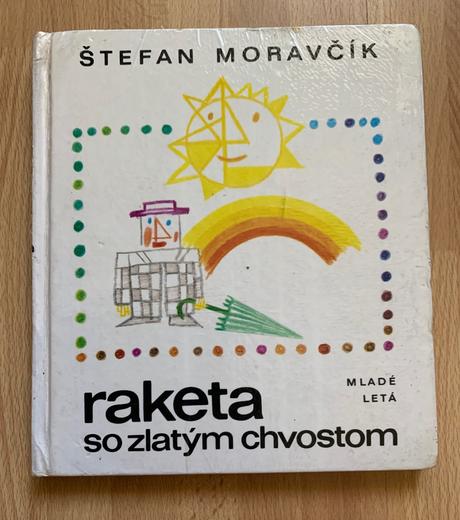 ŠTEFAN MORAVČÍK
raketa
so zlatým chvostom
MLADÉ
LETÁ